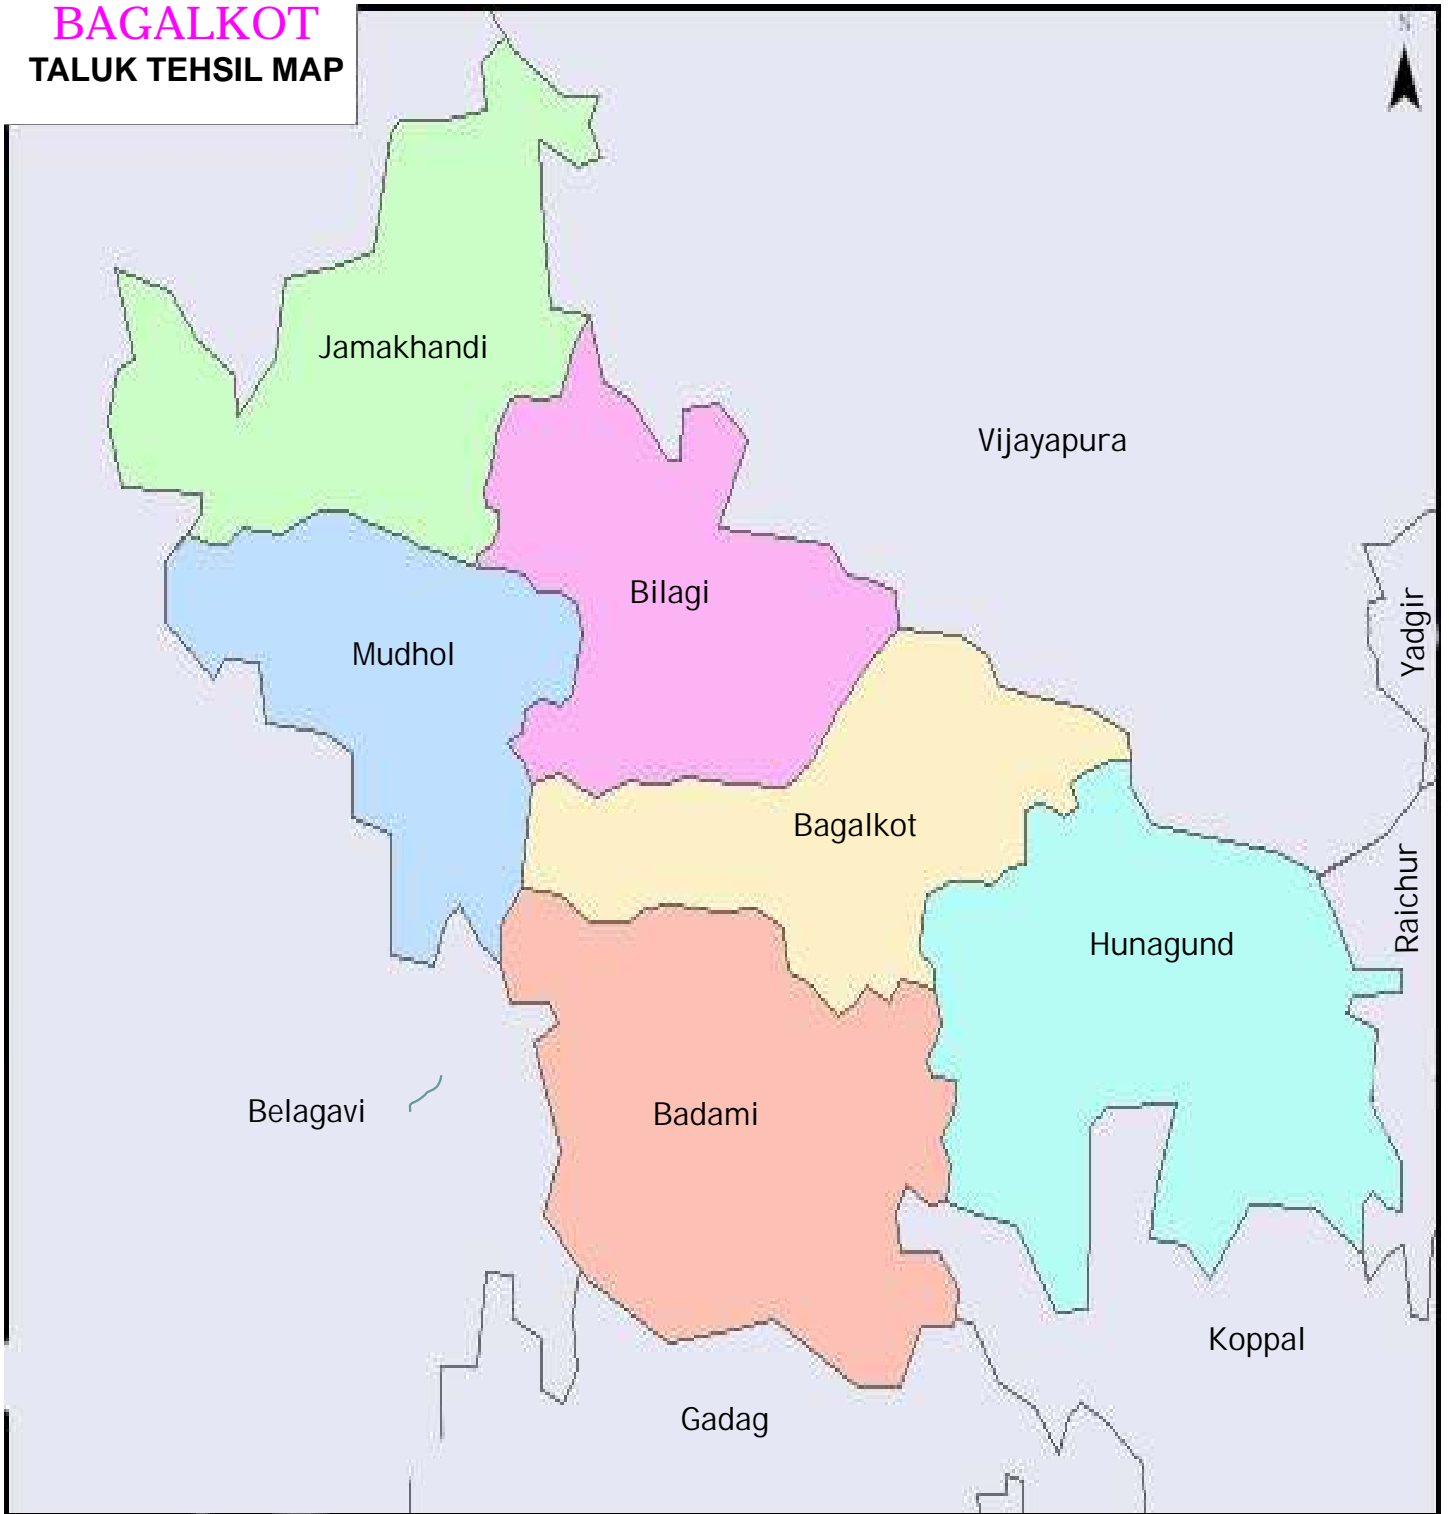 BAGALKOT
TALUK TEHSIL MAP
N
Jamakhandi
Vijayapura
Bilagi
Yadgir
Mudhol
Bagalkot
Raichur
Hunagund
Belagavi
Badami
Koppal
Gadag